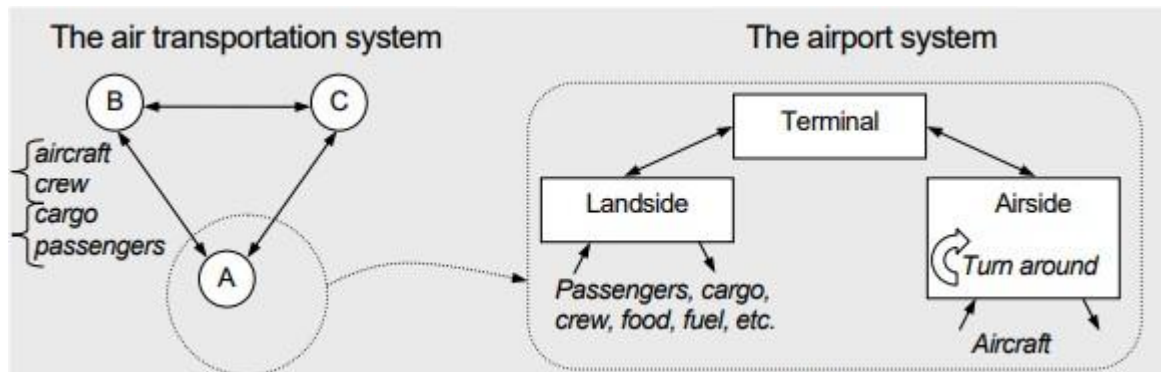 The air transportation system
B
C
aircraft
crew
cargo
passengers
A
The airport system
Terminal
Landside
Airside
Turn around
Passengers, cargo,
crew, food, fuel, etc.
Aircraft